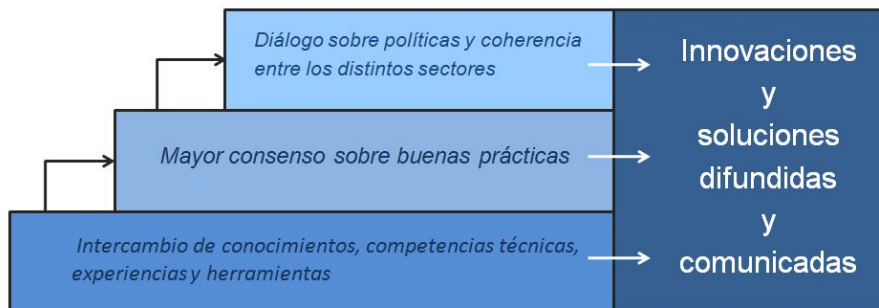 Diálogo sobre políticas y coherencia
entre los distintos sectores
Mayor consenso sobre buenas prácticas
Intercambio de conocimientos, competencias técnicas,
experiencias y herramientas
Innovaciones
y
soluciones
difundidas
y
comunicadas